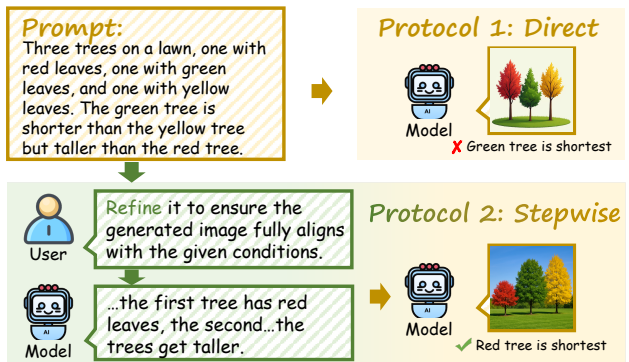 Prompt:
Three trees on a lawn, one with
red leaves, one with green
leaves, and one with yellow
leaves. The green tree is
shorter than the yellow tree
but taller than the red tree.
Protocol 1: Direct
AI
Model
✗ Green tree is shortest
User
Refine it to ensure the
generated image fully aligns
with the given conditions.
AI
Model
...the first tree has red
leaves, the second...the
trees get taller.
Protocol 2: Stepwise
AI
Model
✓ Red tree is shortest